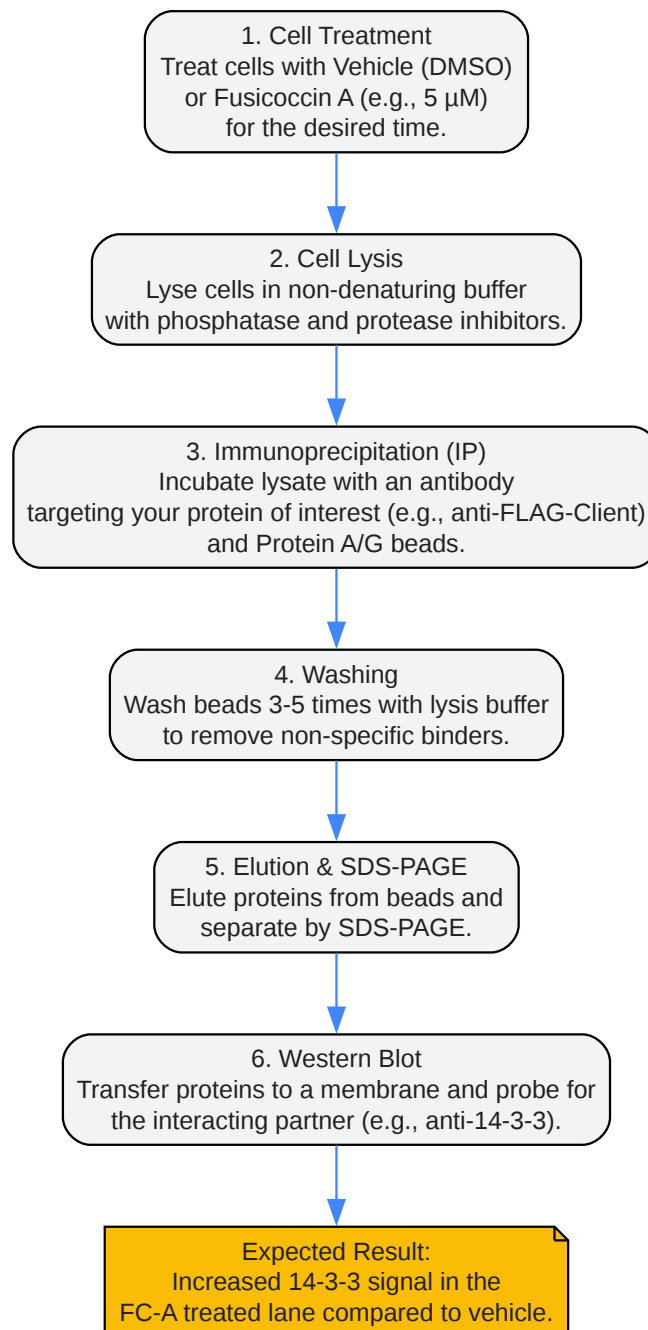 1. Cell Treatment
Treat cells with Vehicle (DMSO)
or Fusicoccin A (e.g., 5 µM)
for the desired time.
2. Cell Lysis
Lyse cells in non-denaturing buffer
with phosphatase and protease inhibitors.
3. Immunoprecipitation (IP)
Incubate lysate with an antibody
targeting your protein of interest (e.g., anti-FLAG-Client)
and Protein A/G beads.
4. Washing
Wash beads 3-5 times with lysis buffer
to remove non-specific binders.
5. Elution & SDS-PAGE
Elute proteins from beads and
separate by SDS-PAGE.
6. Western Blot
Transfer proteins to a membrane and probe for
the interacting partner (e.g., anti-14-3-3).
Expected Result:
Increased 14-3-3 signal in the
FC-A treated lane compared to vehicle.